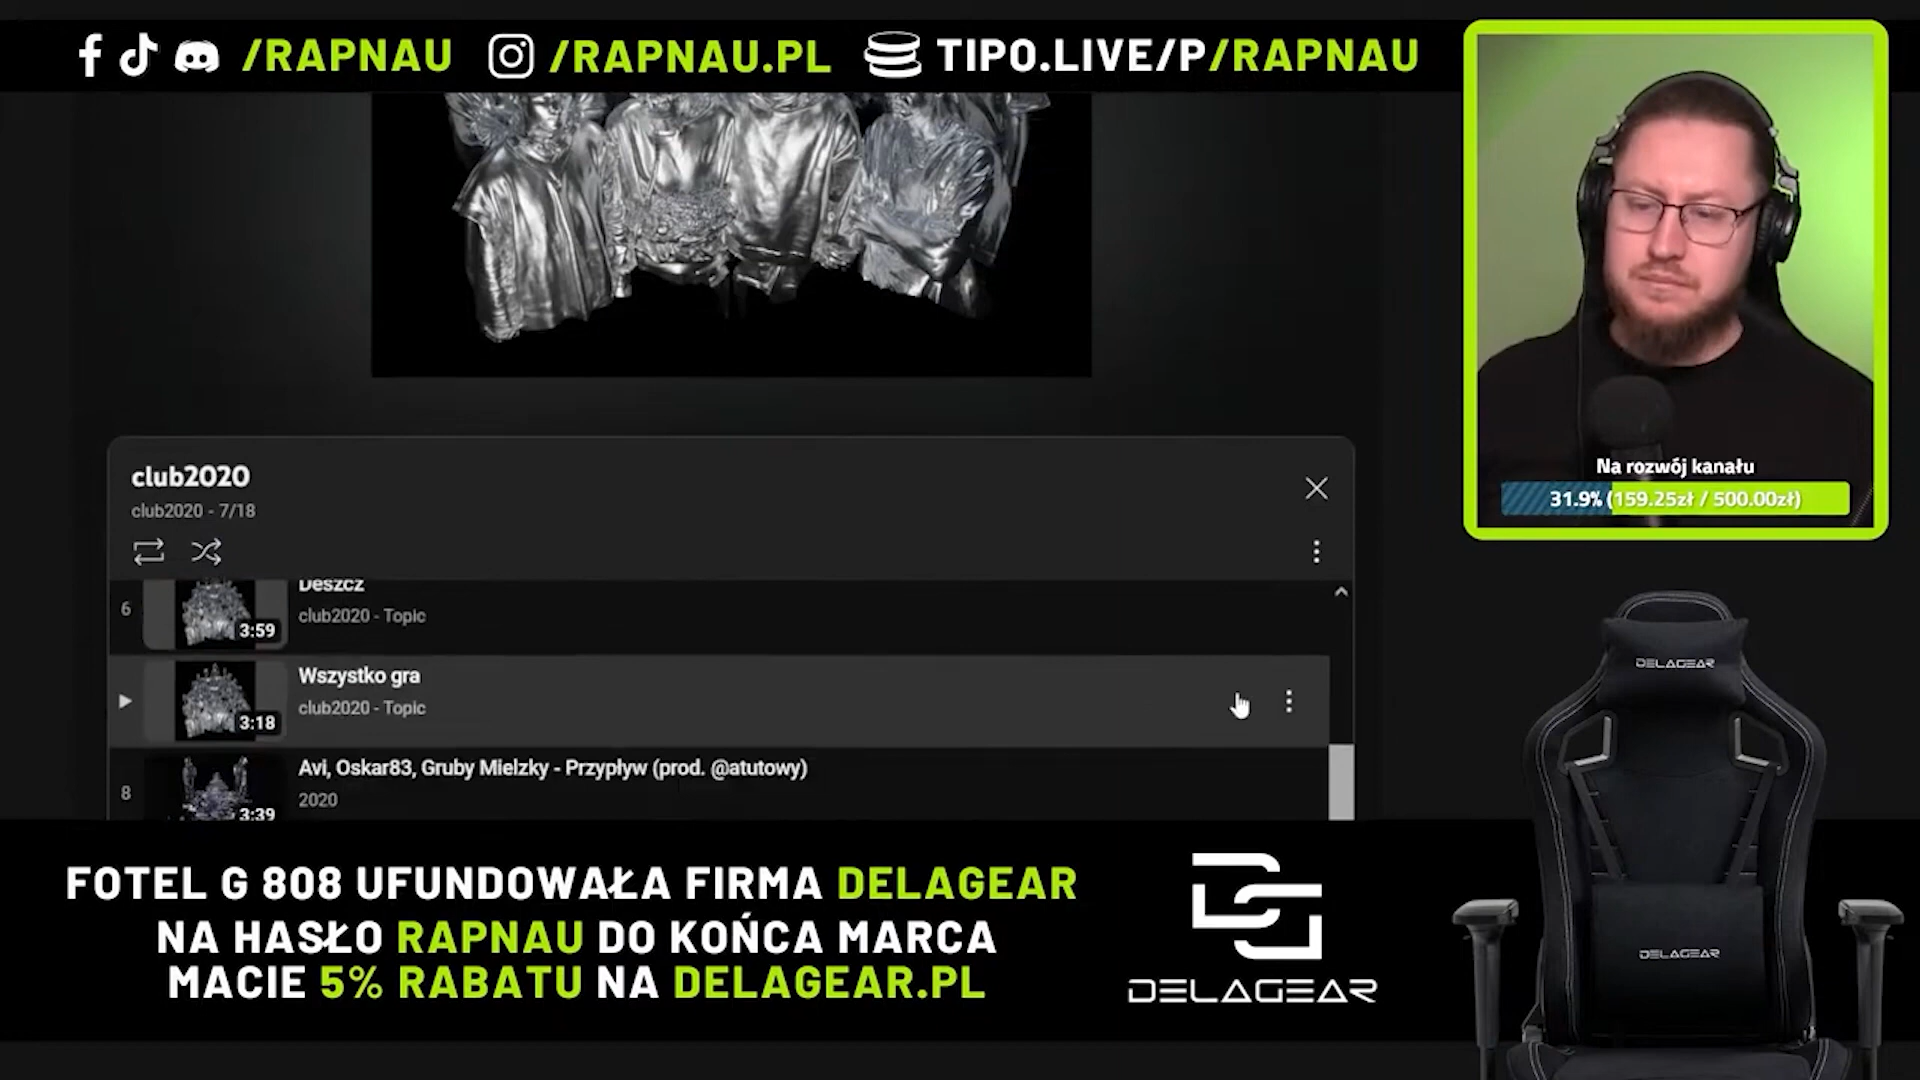 /RAPNAU
/RAPNAU.PL
TIPO.LIVE/P/RAPNAU
Na rozwój kanału
31.9% (159.25zł / 500.00zł)
club2020
club2020 - 7/18
6
3:59
Deszcz
club2020 - Topic
3:18
Wszystko gra
club2020 - Topic
8
3:39
Avi, Oskar83, Gruby Mielzky - Przypływ (prod. @atutowy)
2020
FOTEL G 808 UFUNDOWAŁA FIRMA DELAGEAR
NA HASŁO RAPNAU DO KOŃCA MARCA
MACIE 5% RABATU NA DELAGEAR.PL
DELAGEAR
DELAGEAR
DELAGEAR